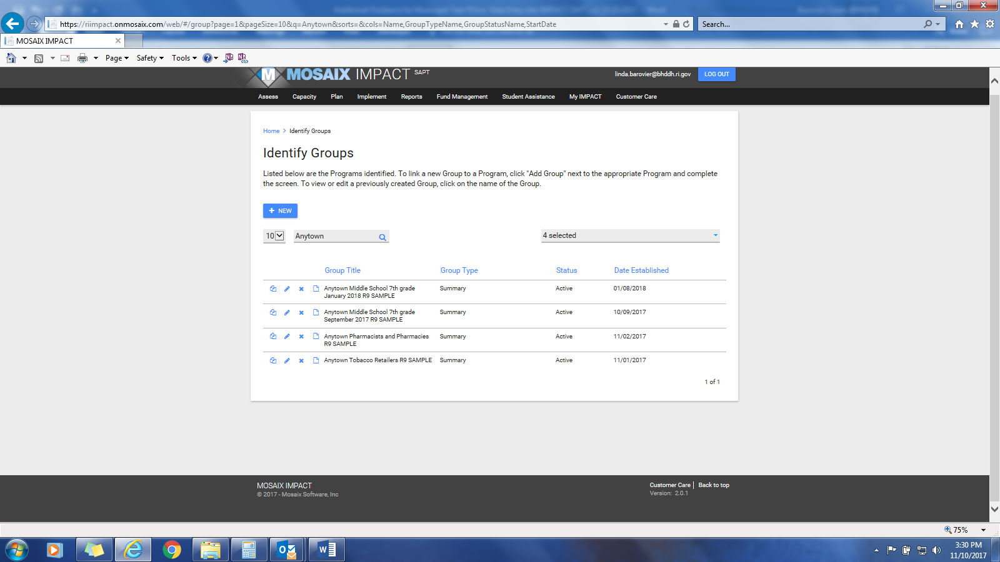 https://riimpact.onmosaix.com/web/#/group?page=1&pageSize=10&q=Anytown&sorts=&cols=Name,GroupTypeName,GroupStatusName,StartDate
Search...
MOSAIX IMPACT
Page Safety Tools
MOSAIX IMPACT SAPT
linda.barovier@bhddh.ri.gov LOG OUT
Assess Capacity Plan Implement Reports Fund Management Student Assistance My IMPACT Customer Care
Home > Identify Groups
Identify Groups
Listed below are the Programs identified. To link a new Group to a Program, click "Add Group" next to the appropriate Program and complete
the screen. To view or edit a previously created Group, click on the name of the Group.
+ NEW
10 Anytown 4 selected
Group Title Group Type Status Date Established
Anytown Middle School 7th grade Summary Active 01/08/2018
January 2018 R9 SAMPLE
Anytown Middle School 7th grade Summary Active 10/09/2017
September 2017 R9 SAMPLE
Anytown Pharmacists and Pharmacies Summary Active 11/02/2017
R9 SAMPLE
Anytown Tobacco Retailers R9 SAMPLE Summary Active 11/01/2017
1 of 1
MOSAIX IMPACT
© 2017 - Mosaix Software, Inc
Customer Care | Back to top
Version: 2.0.1
75%
3:30 PM
11/10/2017